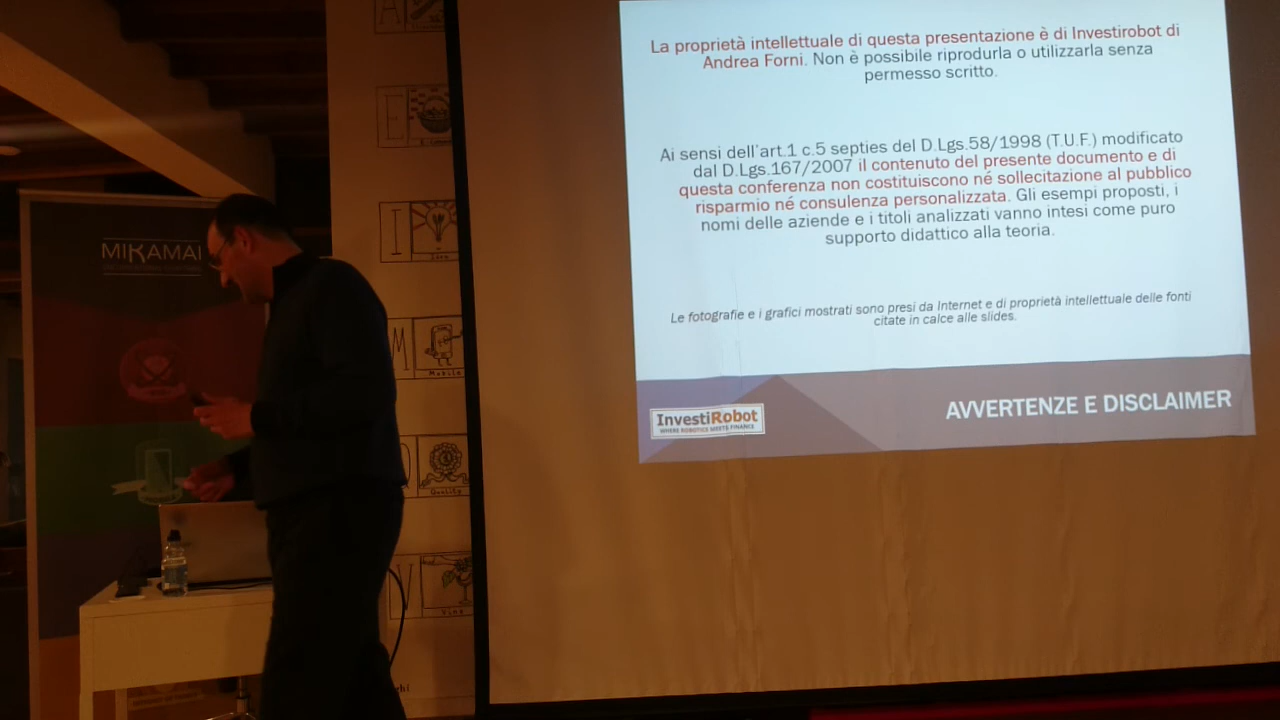 La proprietà intellettuale di questa presentazione è di Investirobot di
Andrea Forni. Non è possibile riprodurla o utilizzarla senza
permesso scritto.
Ai sensi dell'art.1 c.5 septies del D.Lgs.58/1998 (T.U.F.) modificato
dal D.Lgs.167/2007 il contenuto del presente documento e di
questa conferenza non costituiscono né sollecitazione al pubblico
risparmio né consulenza personalizzata. Gli esempi proposti, i
nomi delle aziende e i titoli analizzati vanno intesi come puro
supporto didattico alla teoria.
Le fotografie e i grafici mostrati sono presi da Internet e di proprietà intellettuale delle fonti
citate in calce alle slides.
InvestiRobot
WHERE ROBOTICS MEETS FINANCE
AVVERTENZE E DISCLAIMER
MIKAMAI
A
E
I
Idea
M
Mobile
Quality
V
Vino